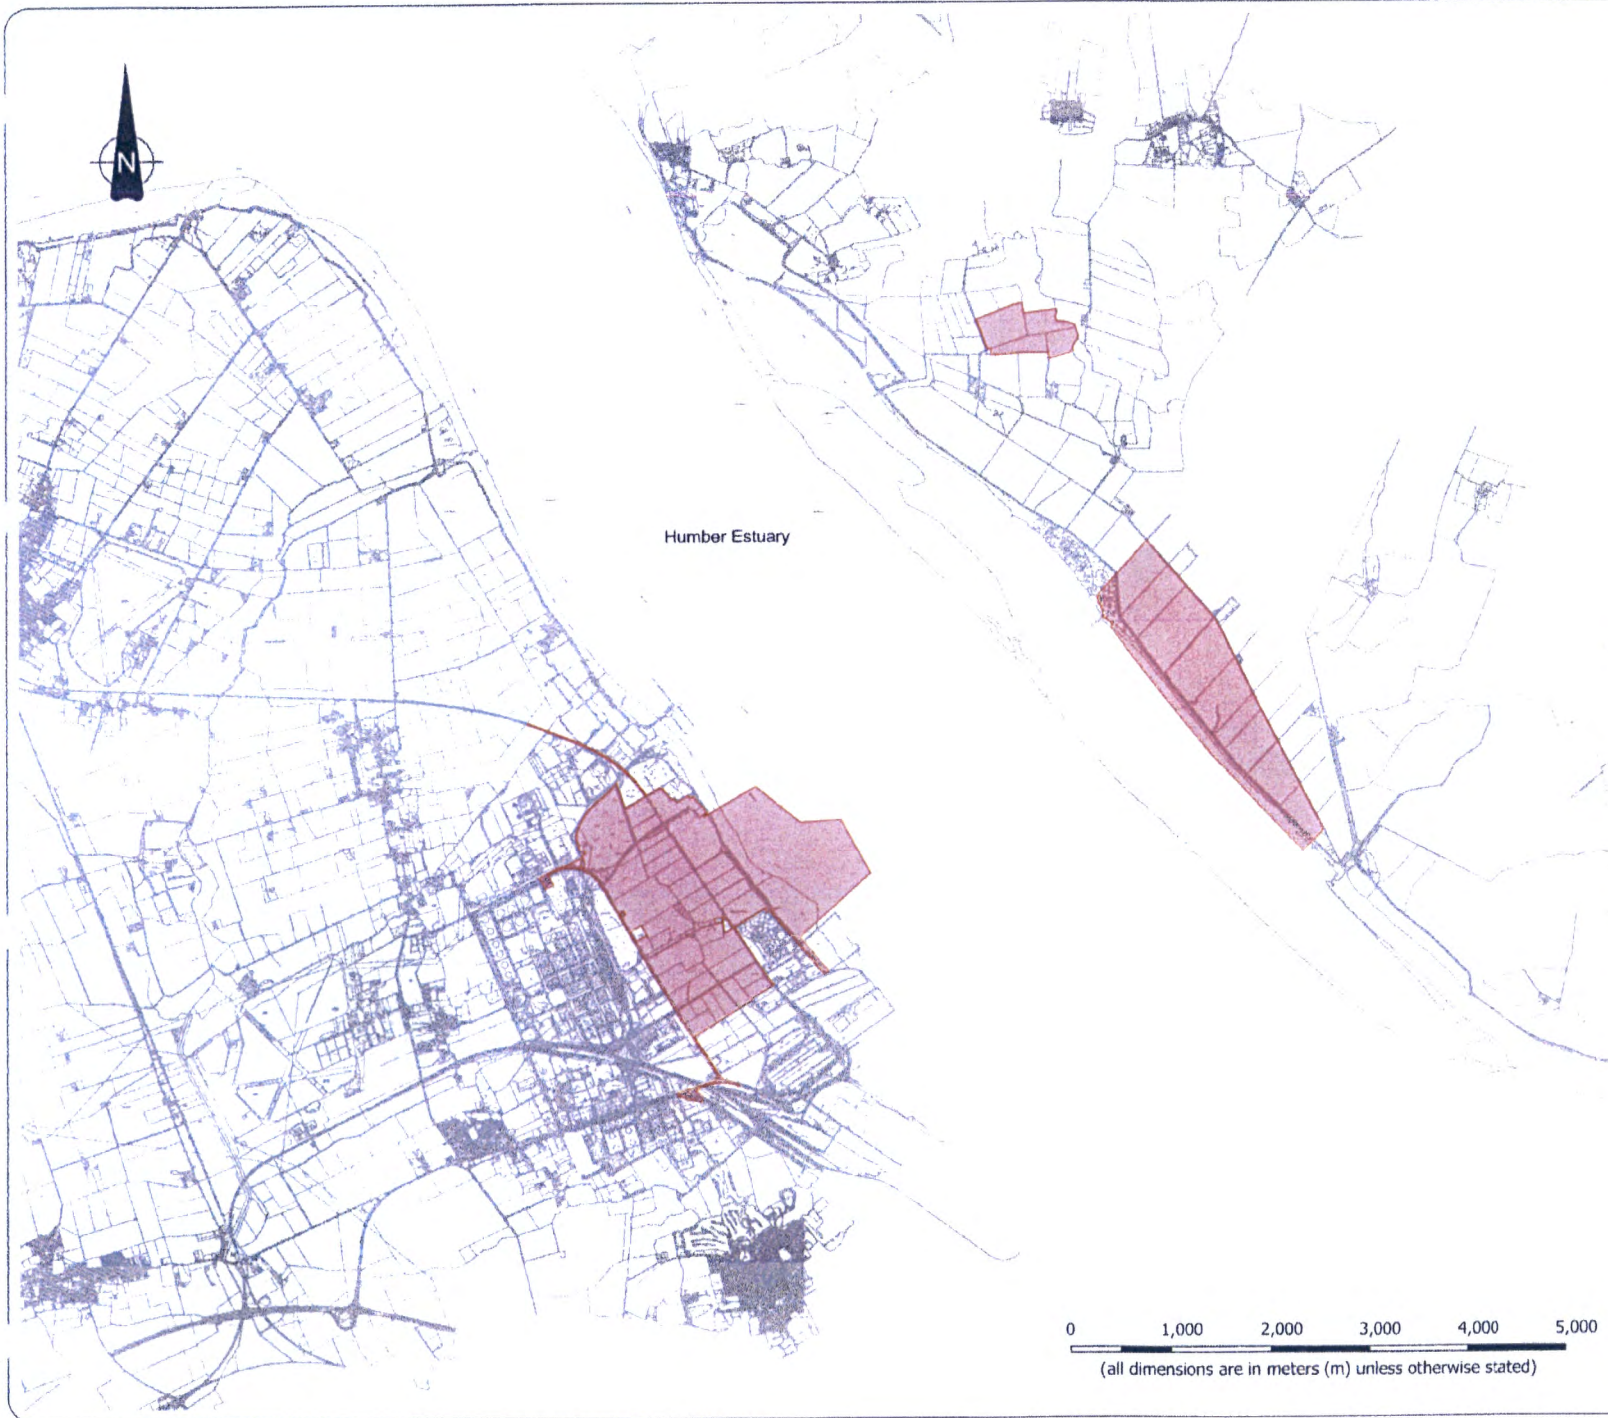 N
Humber Estuary
0 1,000 2,000 3,000 4,000 5,000
(all dimensions are in meters (m) unless otherwise stated)